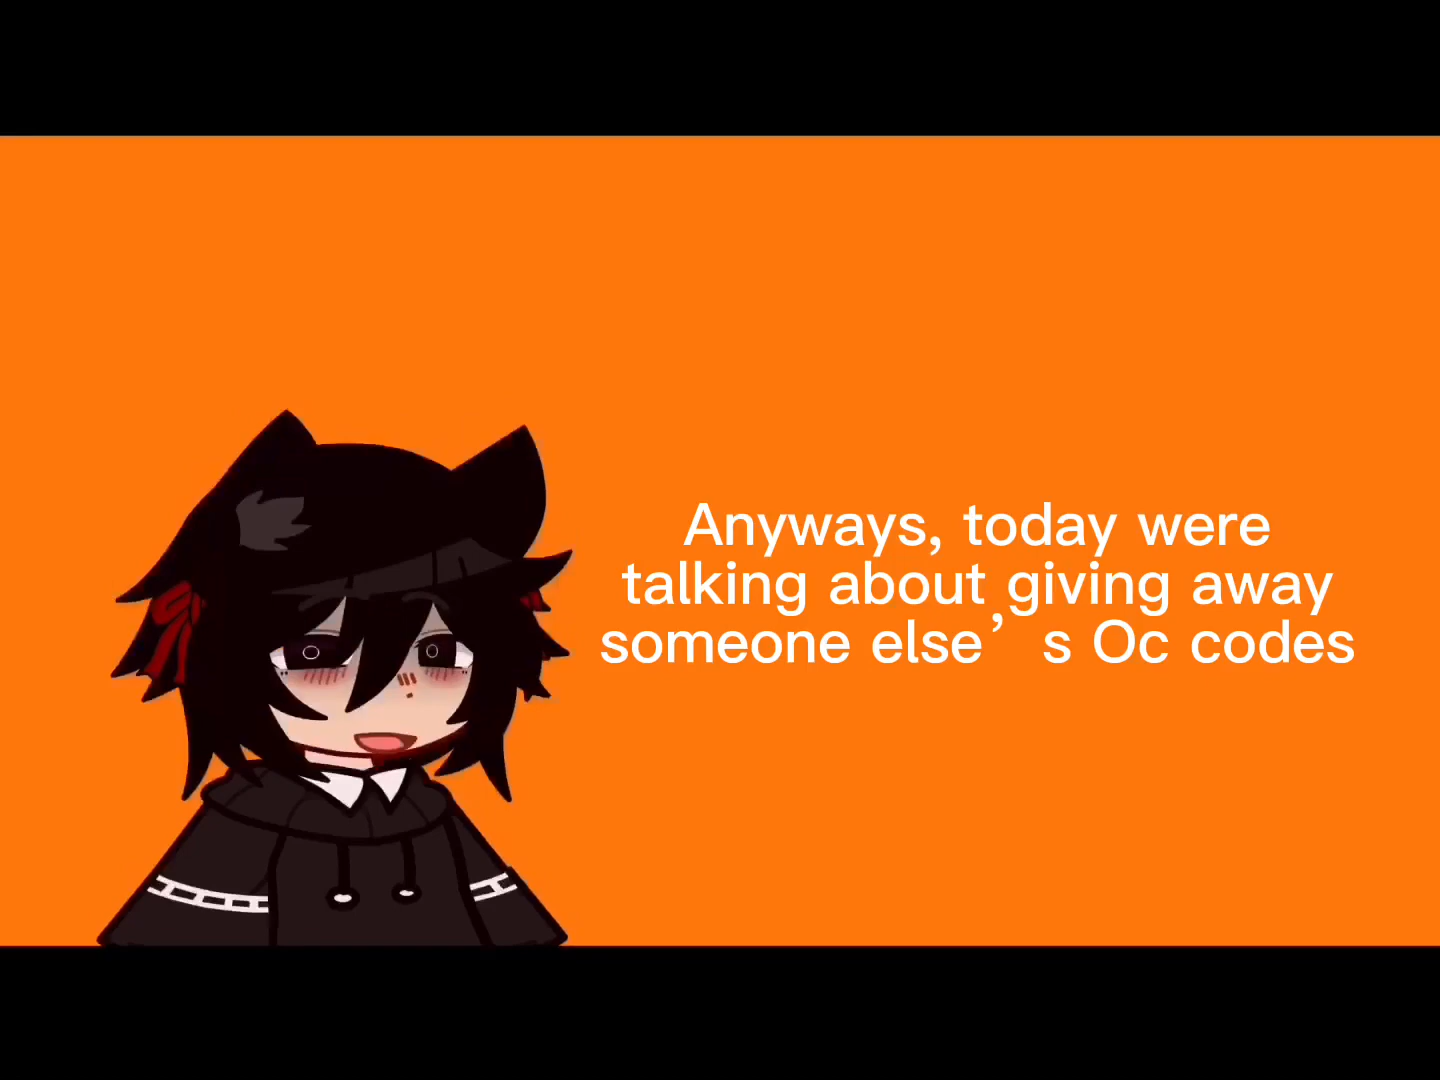 Anyways, today were
talking about giving away
someone else’s Oc codes